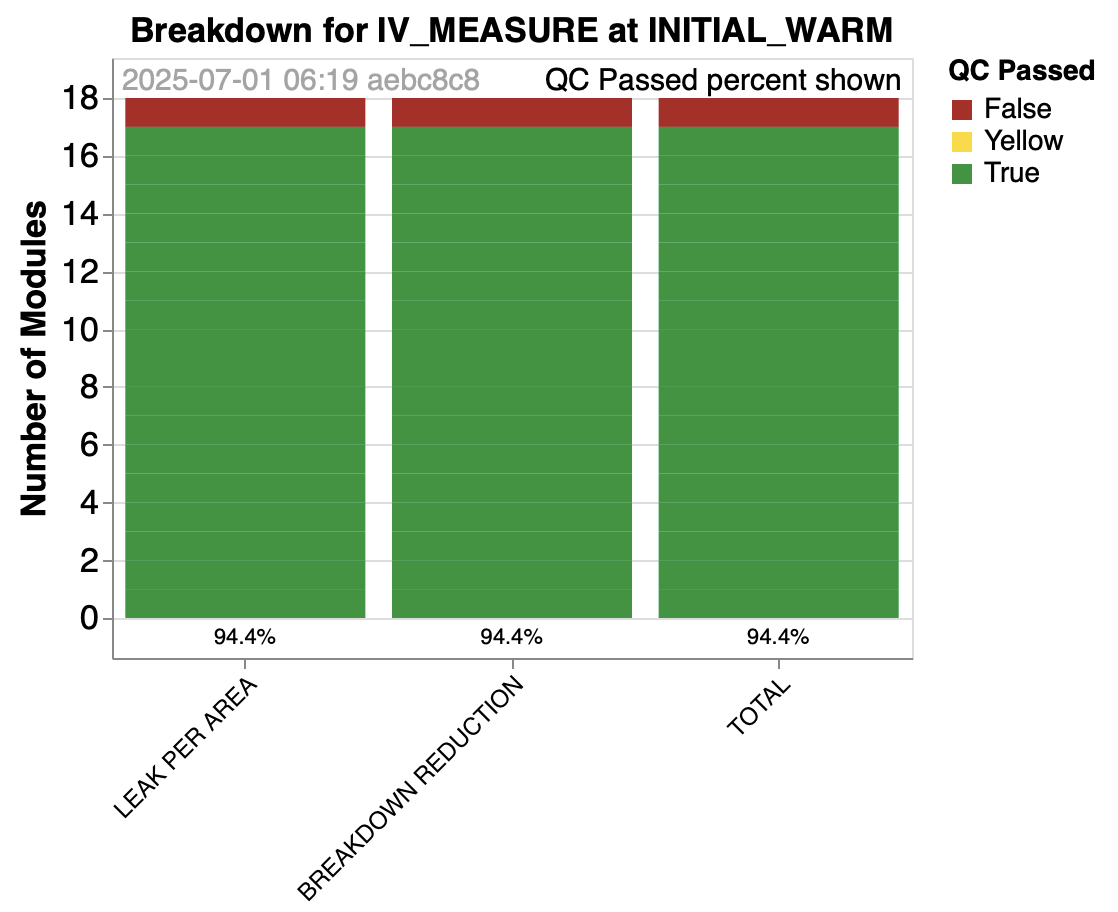 Breakdown for IV_MEASURE at INITIAL_WARM
2025-07-01 06:19 aebc8c8
QC Passed percent shown
QC Passed
False
Yellow
True
Number of Modules
18
16
14
12
10
8
6
4
2
0
94.4%
94.4%
94.4%
LEAK PER AREA
BREAKDOWN REDUCTION
TOTAL